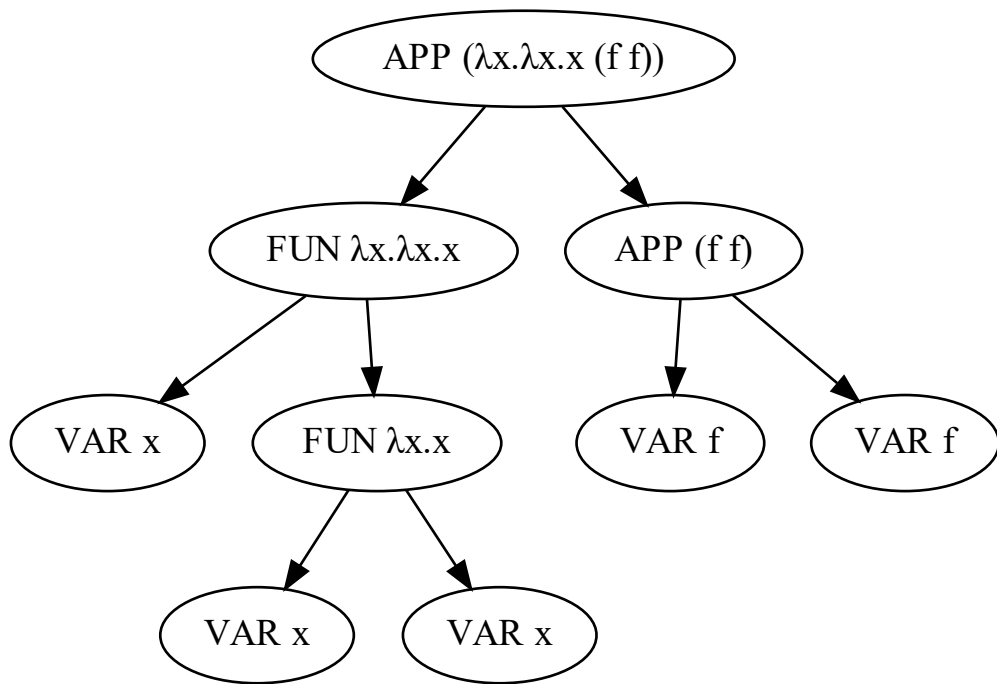 APP (λx.λx.x (f f))
FUN λx.λx.x
APP (f f)
VAR x
FUN λx.x
VAR f
VAR f
VAR x
VAR x